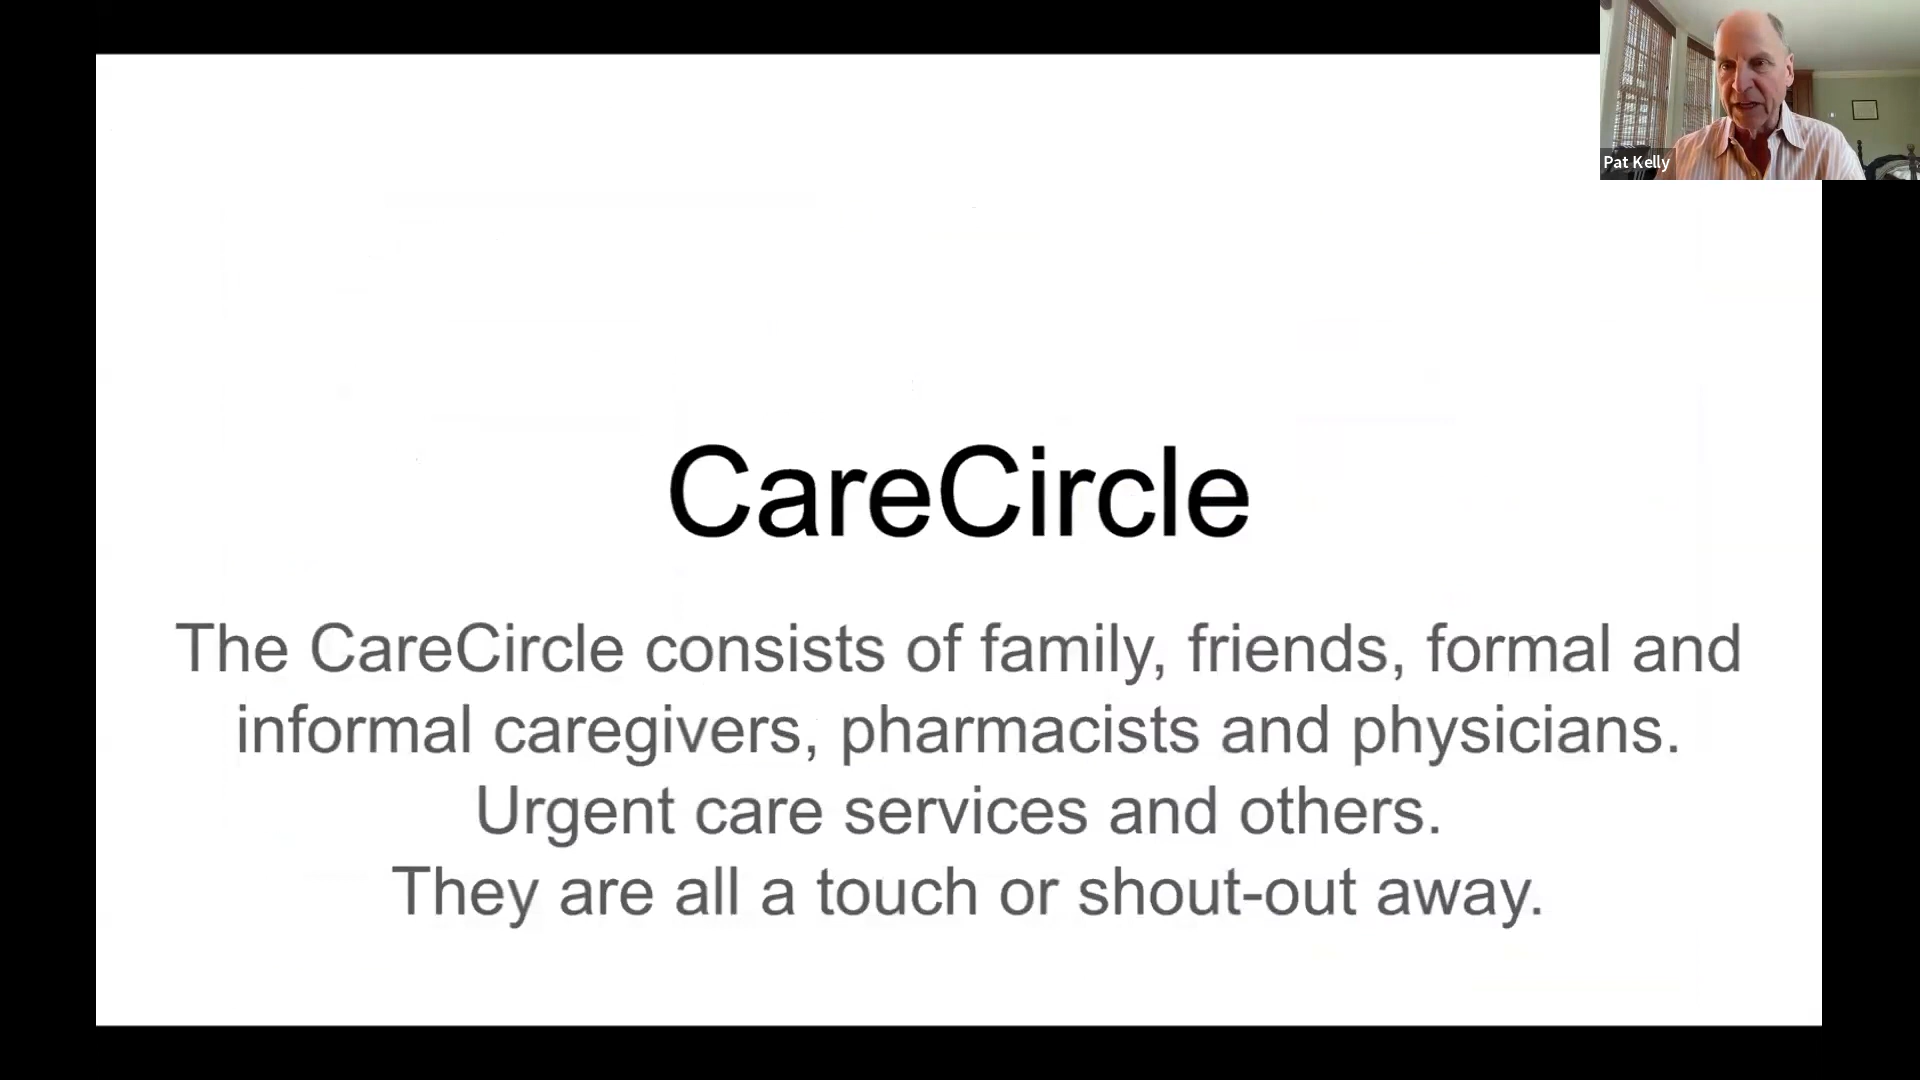 Pat Kelly
CareCircle
The CareCircle consists of family, friends, formal and
informal caregivers, pharmacists and physicians.
Urgent care services and others.
They are all a touch or shout-out away.